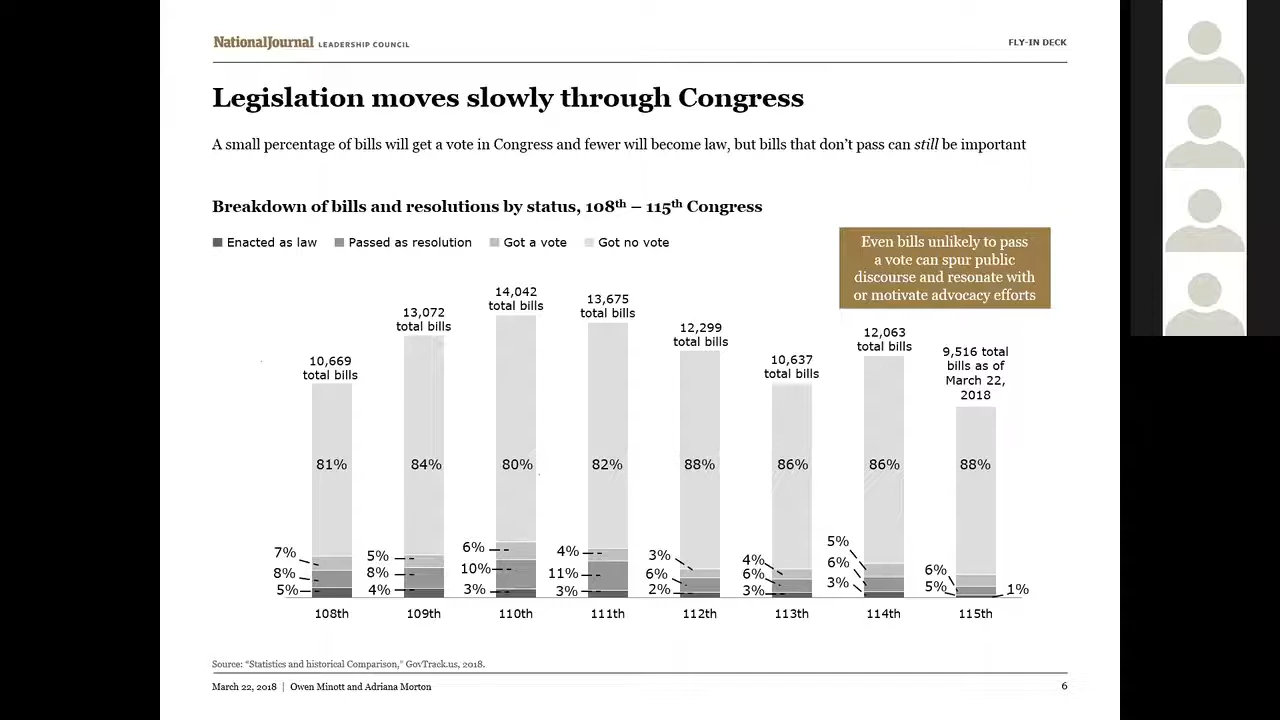 NationalJournal LEADERSHIP COUNCIL
FLY-IN DECK
Legislation moves slowly through Congress
A small percentage of bills will get a vote in Congress and fewer will become law, but bills that don’t pass can still be important
Breakdown of bills and resolutions by status, 108th – 115th Congress
Enacted as law Passed as resolution Got a vote Got no vote
Even bills unlikely to pass
a vote can spur public
discourse and resonate with
or motivate advocacy efforts
10,669
total bills
13,072
total bills
14,042
total bills
13,675
total bills
12,299
total bills
10,637
total bills
12,063
total bills
9,516 total
bills as of
March 22,
2018
81% 84% 80% 82% 88% 86% 86% 88%
7% 5% 6% 4% 3% 4% 5% 6%
8% 8% 10% 11% 6% 6% 6% 5%
5% 4% 3% 3% 2% 3% 3% 1%
108th 109th 110th 111th 112th 113th 114th 115th
Source: “Statistics and historical Comparison,” GovTrack.us, 2018.
March 22, 2018 | Owen Minott and Adriana Morton
6